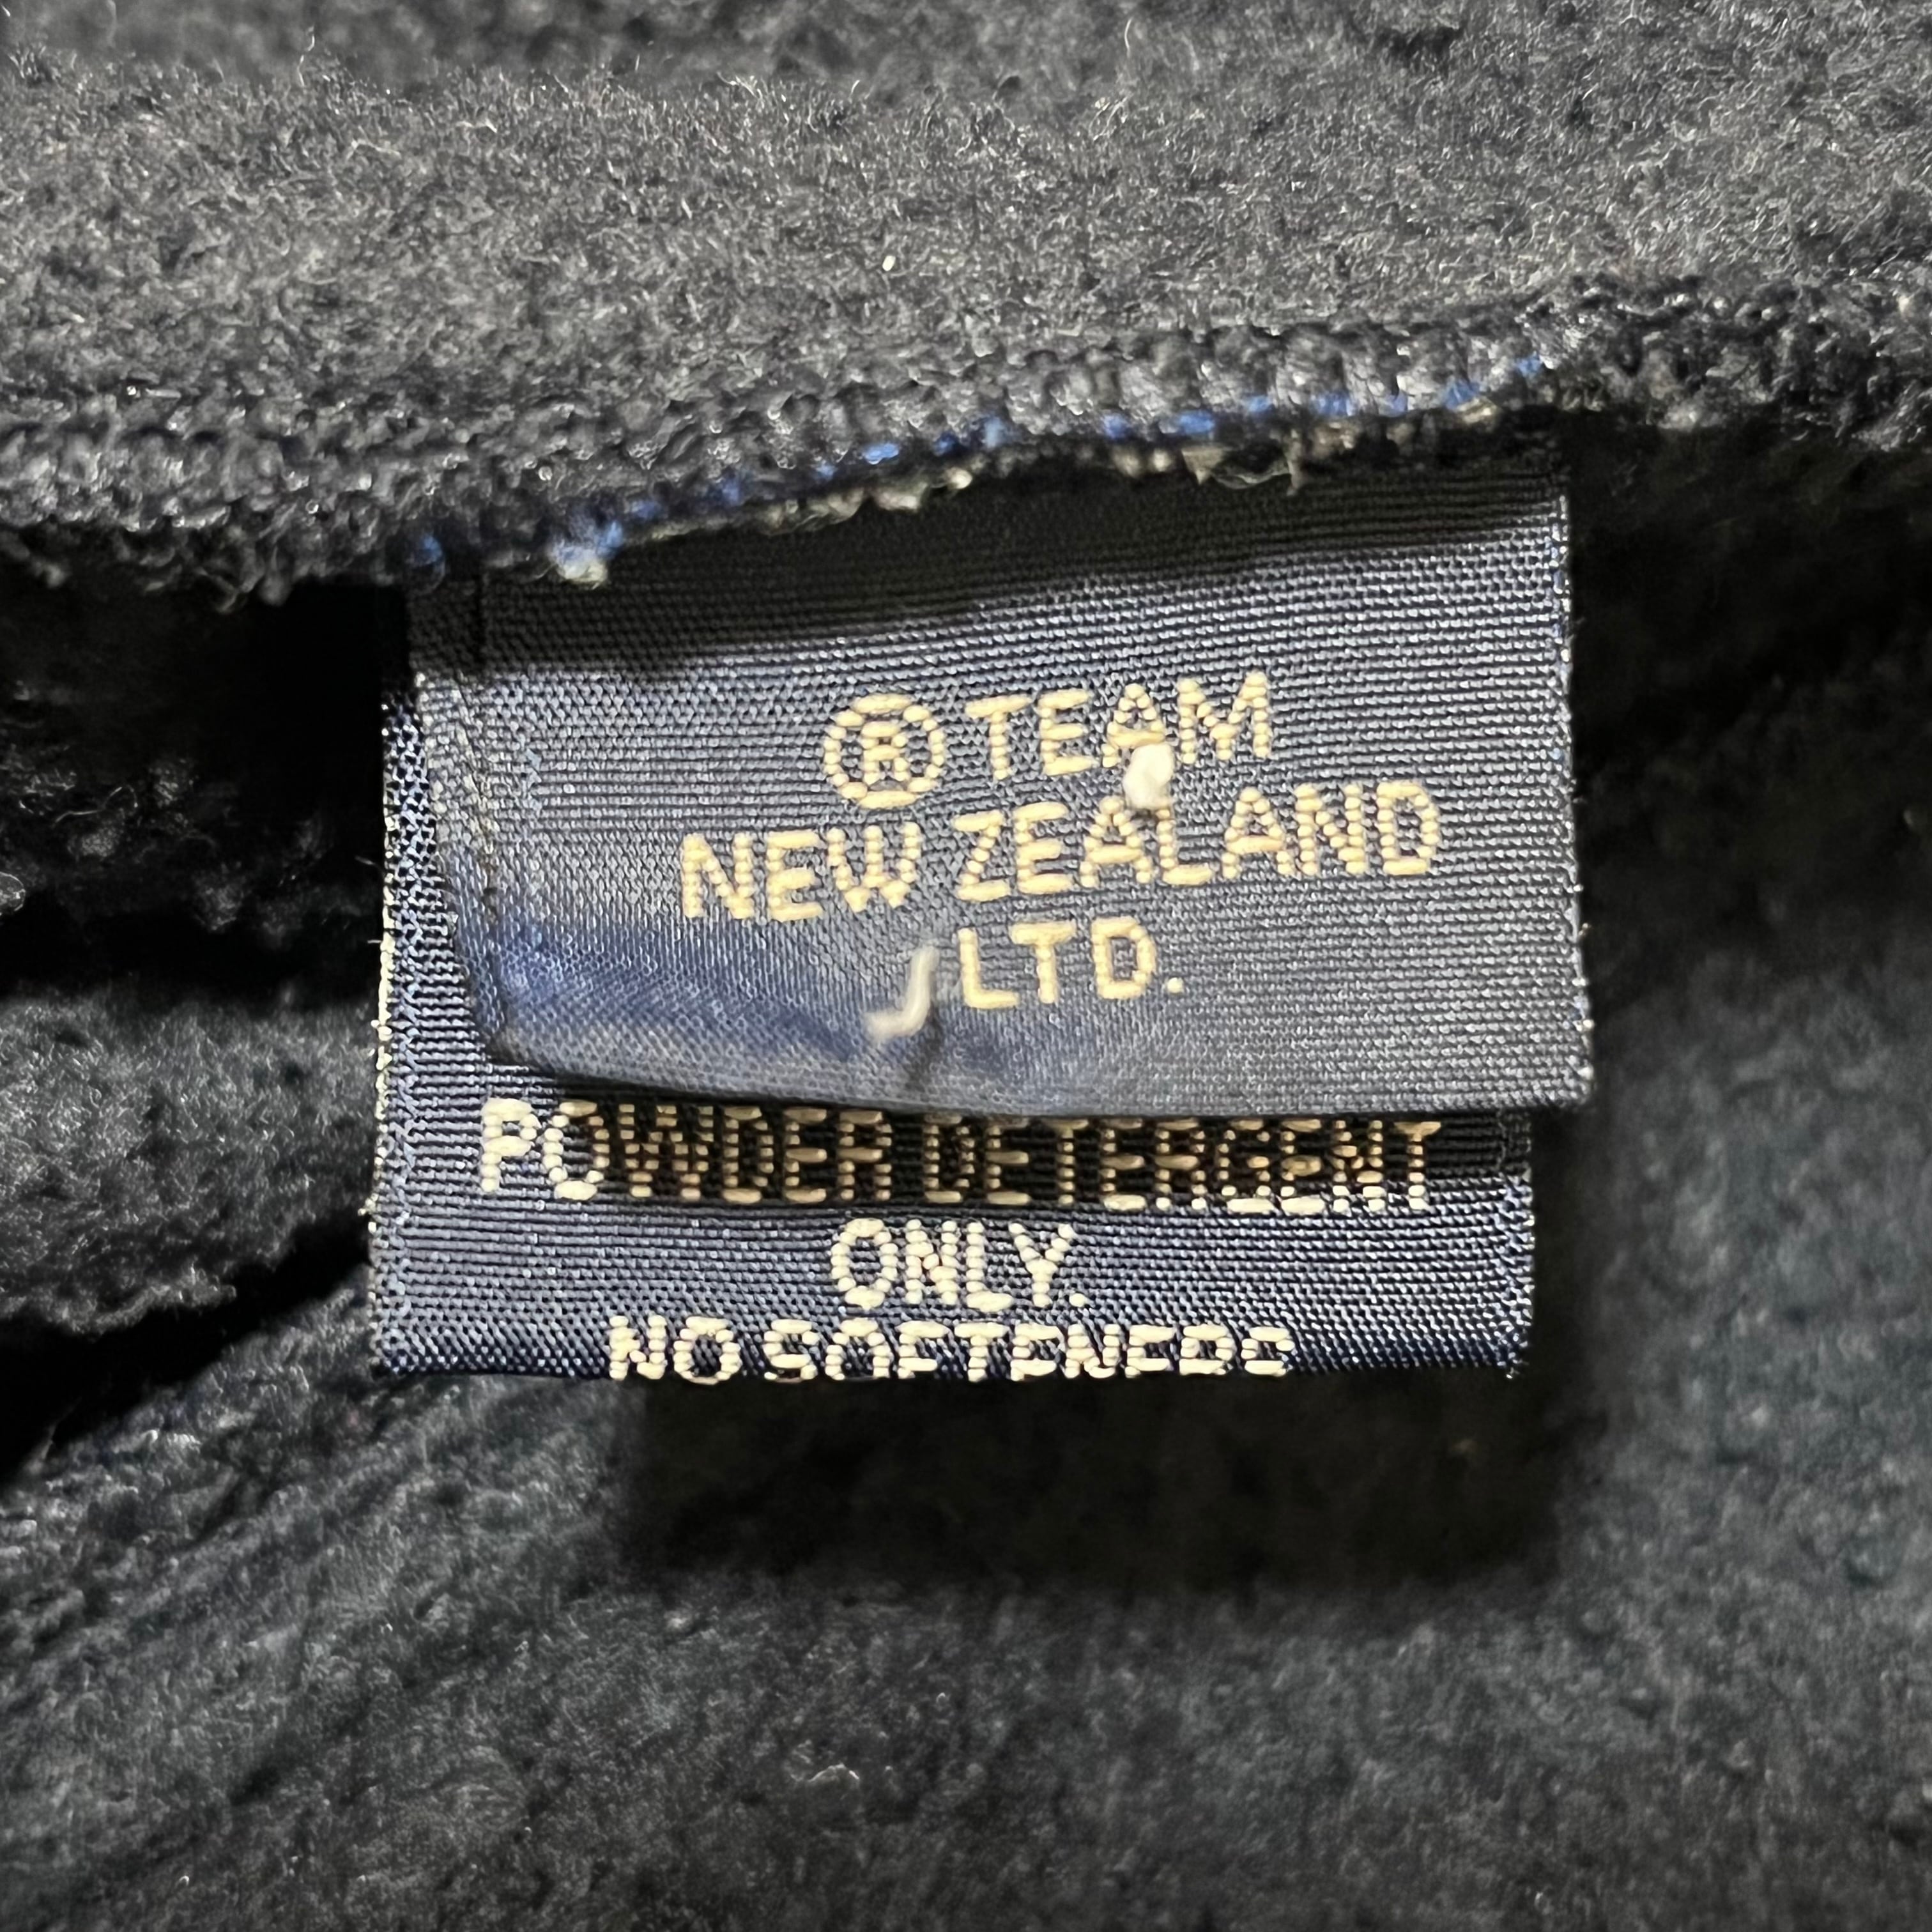 ® TEAM
NEW ZEALAND
LTD.
POWDER DETERGENT
ONLY.
NO SOFTENERS